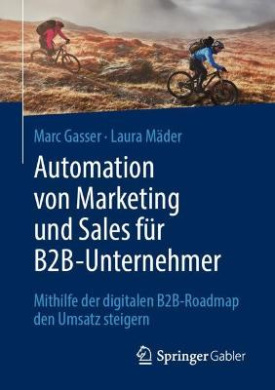 Marc Gasser · Laura Mäder
Automation
von Marketing
und Sales für
B2B-Unternehmer
Mithilfe der digitalen B2B-Roadmap
den Umsatz steigern
Springer Gabler